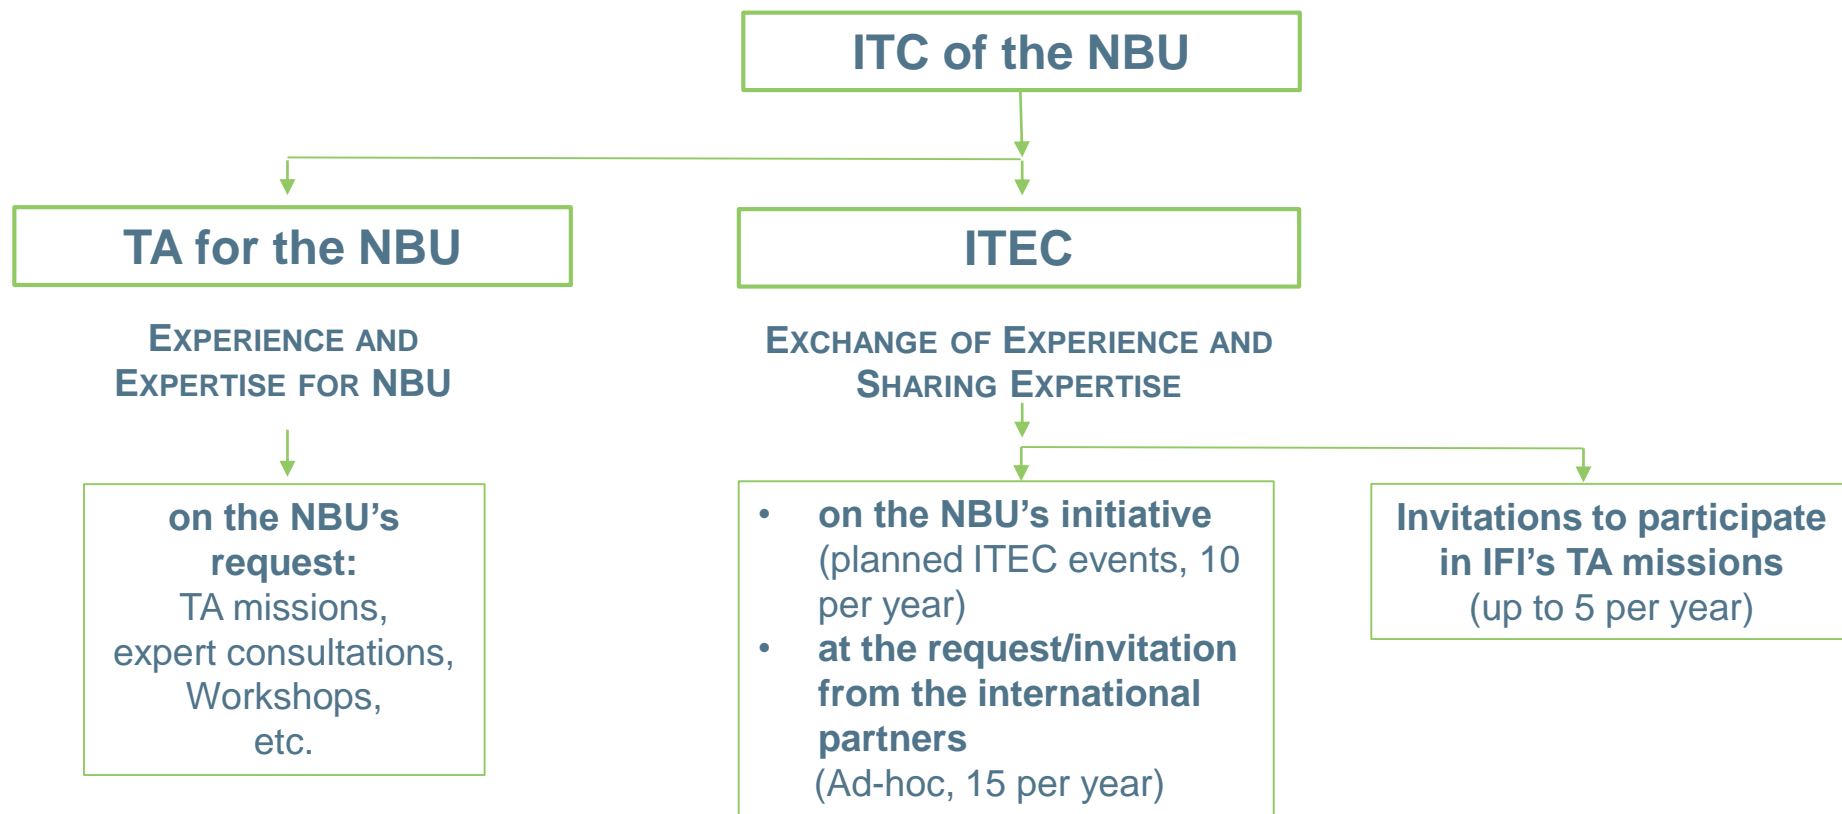 ITC of the NBU
TA for the NBU
ITEC
EXPERIENCE AND
EXPERTISE FOR NBU
EXCHANGE OF EXPERIENCE AND
SHARING EXPERTISE
on the NBU’s
request:
TA missions,
expert consultations,
Workshops,
etc.
• on the NBU’s initiative
(planned ITEC events, 10
per year)
• at the request/invitation
from the international
partners
(Ad-hoc, 15 per year)
Invitations to participate
in IFI’s TA missions
(up to 5 per year)